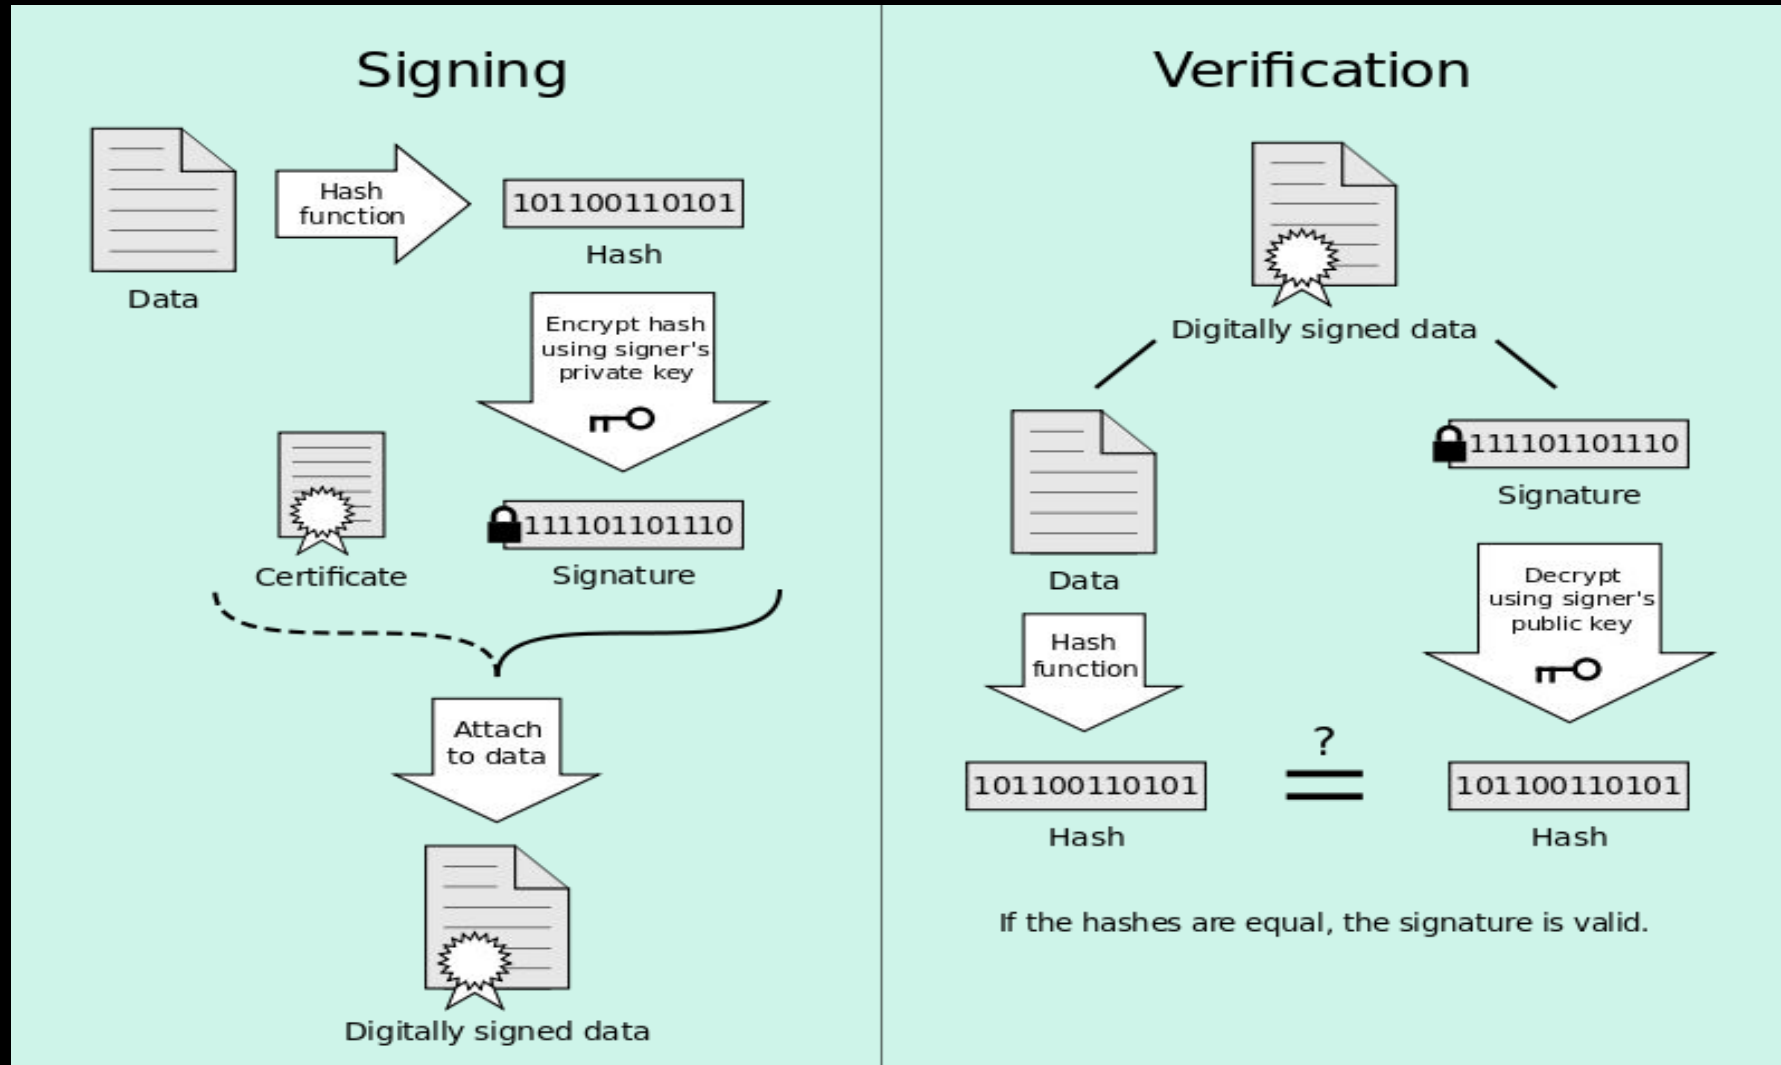 Signing
Hash
function
101100110101
Hash
Data
Encrypt hash
using signer's
private key
111101101110
Certificate
Signature
Attach
to data
Digitally signed data
Verification
Digitally signed data
111101101110
Signature
Data
Decrypt
using signer's
public key
Hash
function
?
101100110101
101100110101
Hash
Hash
If the hashes are equal, the signature is valid.